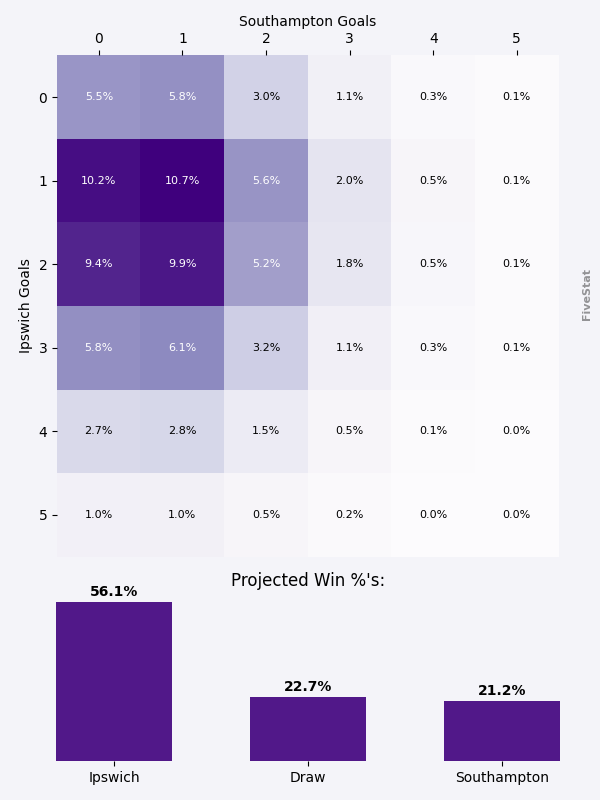 Southampton Goals
0 1 2 3 4 5
0 5.5% 5.8% 3.0% 1.1% 0.3% 0.1%
1 10.2% 10.7% 5.6% 2.0% 0.5% 0.1%
2 9.4% 9.9% 5.2% 1.8% 0.5% 0.1%
3 5.8% 6.1% 3.2% 1.1% 0.3% 0.1%
4 2.7% 2.8% 1.5% 0.5% 0.1% 0.0%
5 1.0% 1.0% 0.5% 0.2% 0.0% 0.0%
Ipswich Goals
FiveStat
Projected Win %'s:
56.1% 22.7% 21.2%
Ipswich Draw Southampton